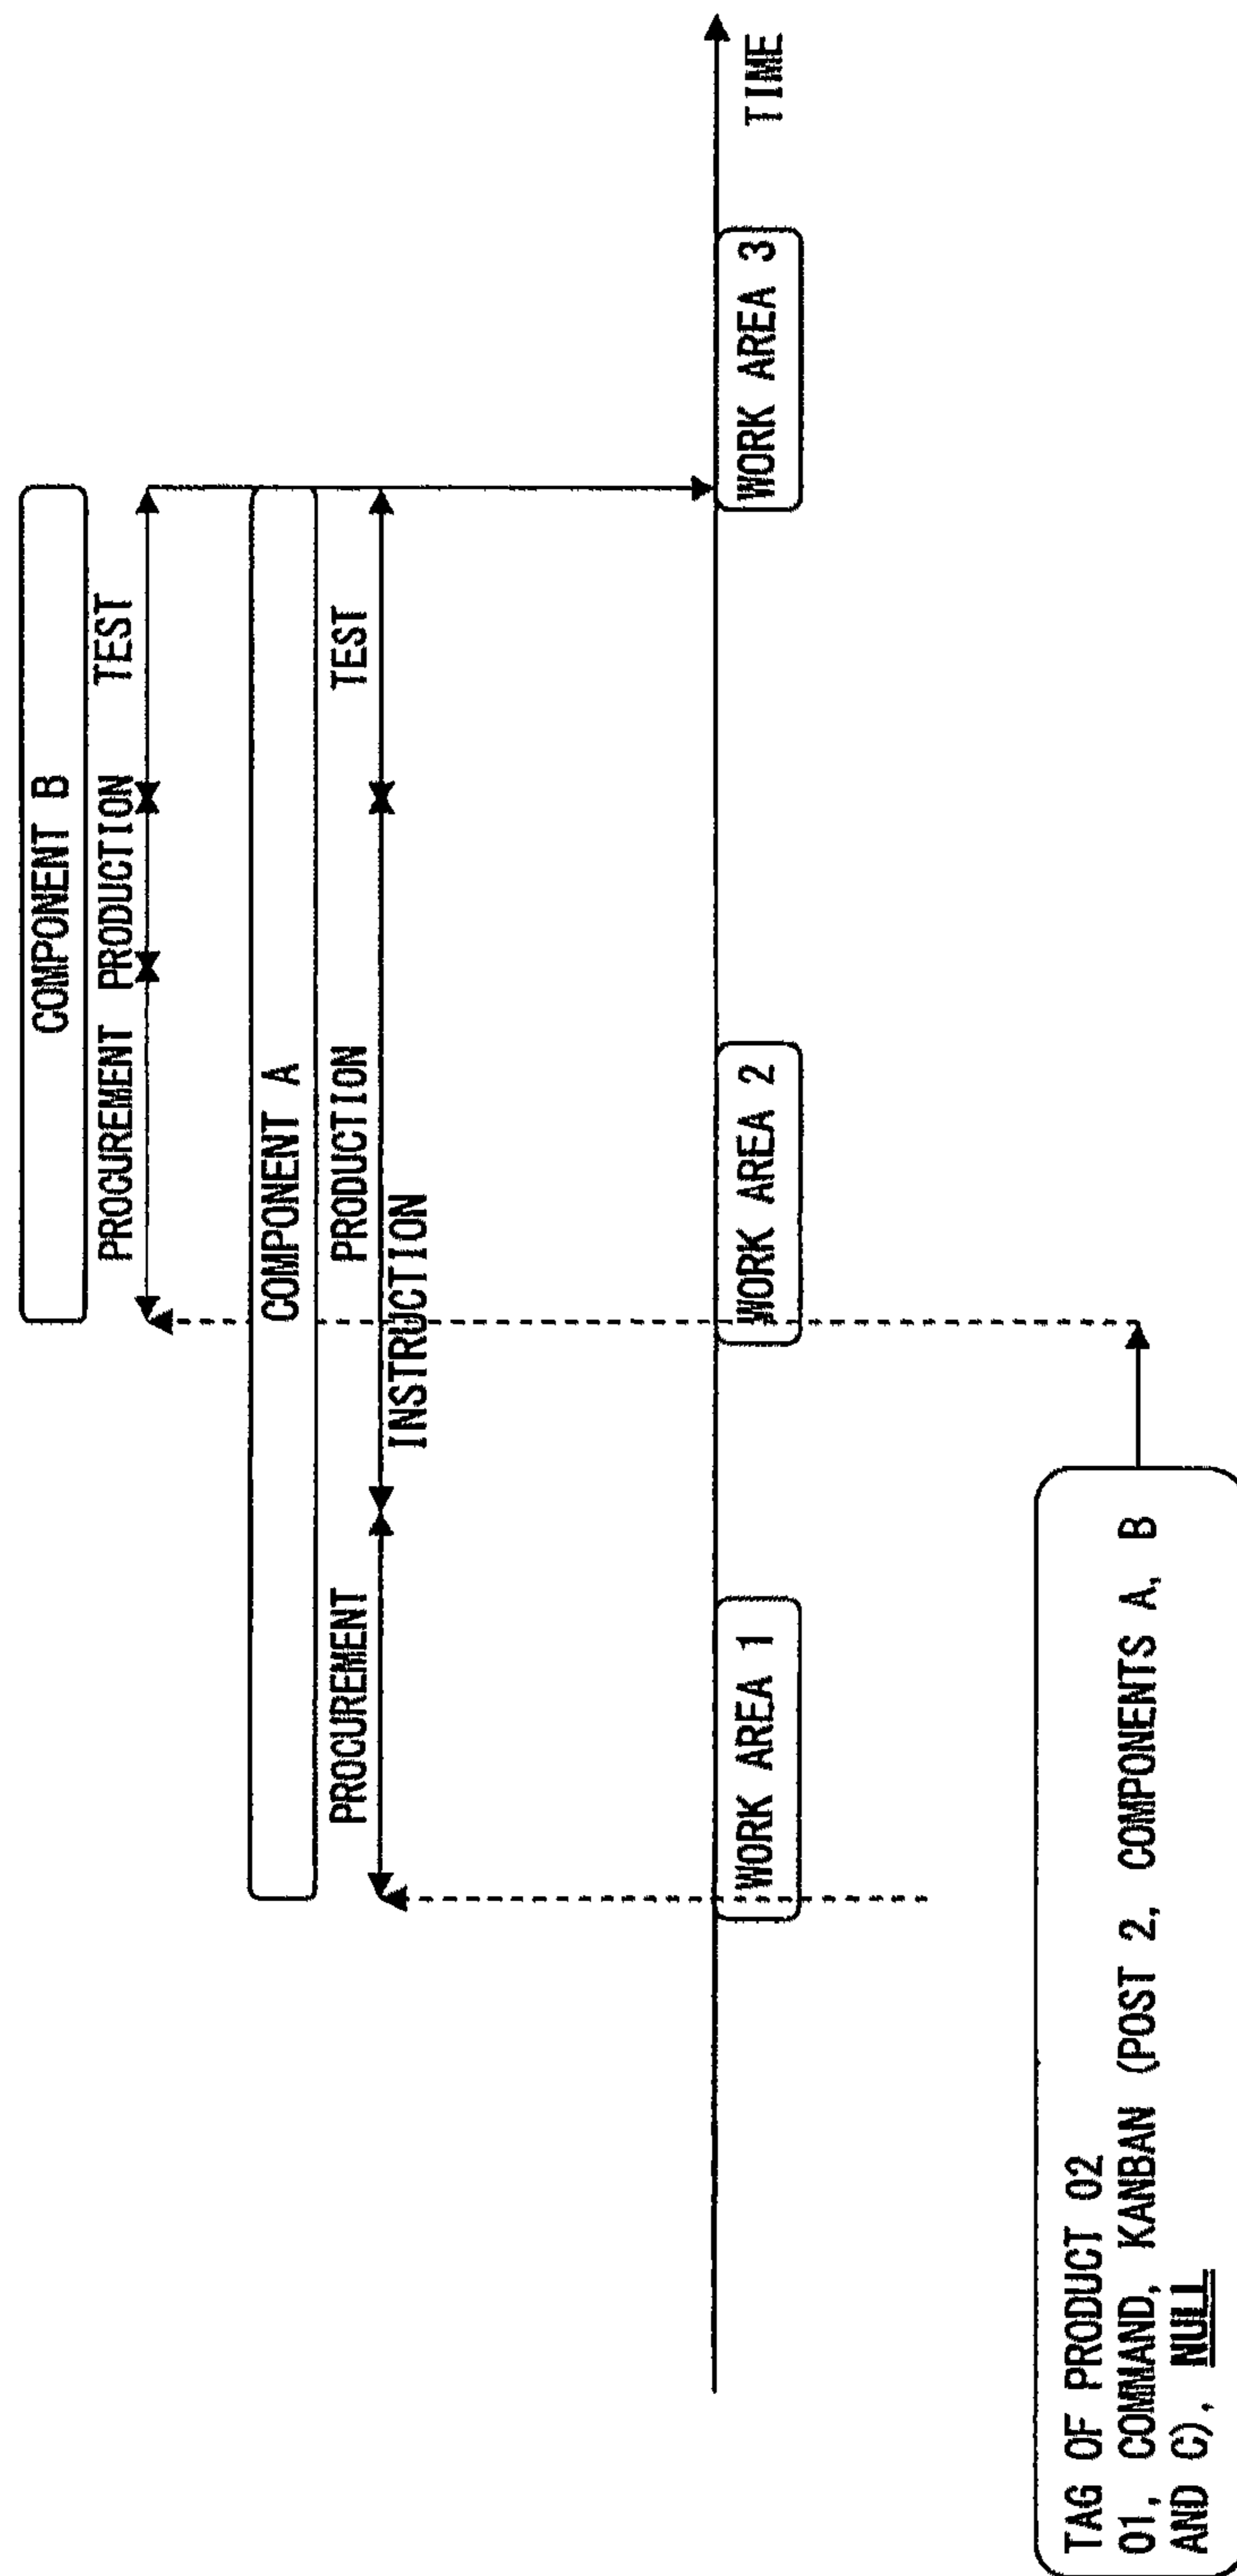 COMPONENT B
PROCUREMENT PRODUCTION TEST
COMPONENT A
PROCUREMENT PRODUCTION TEST
INSTRUCTION
WORK AREA 1 WORK AREA 2 WORK AREA 3
TIME
TAG OF PRODUCT 02
01, COMMAND, KANBAN (POST 2, COMPONENTS A, B
AND C), NULL